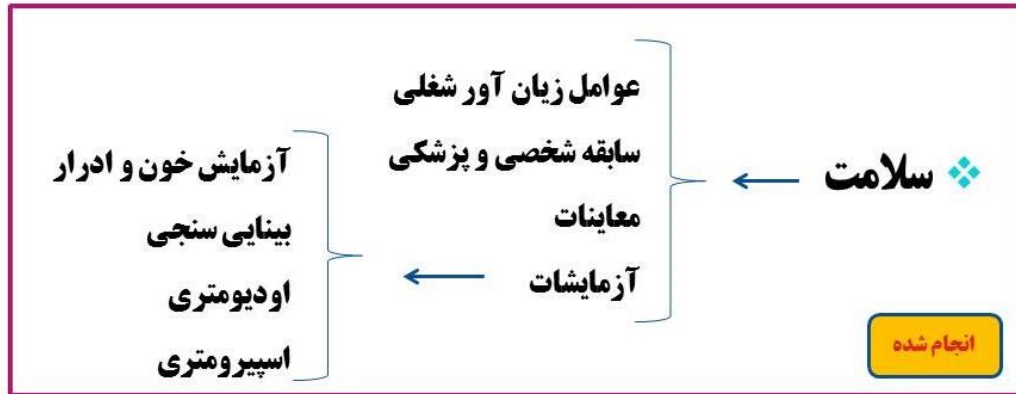 سلامت
عوامل زیان آور شغلی
سابقه شخصی و پزشکی
معاینات
آزمایشات
آزمایش خون و ادرار
بینایی سنجی
اودیومتری
اسپیرومتری
انجام شده